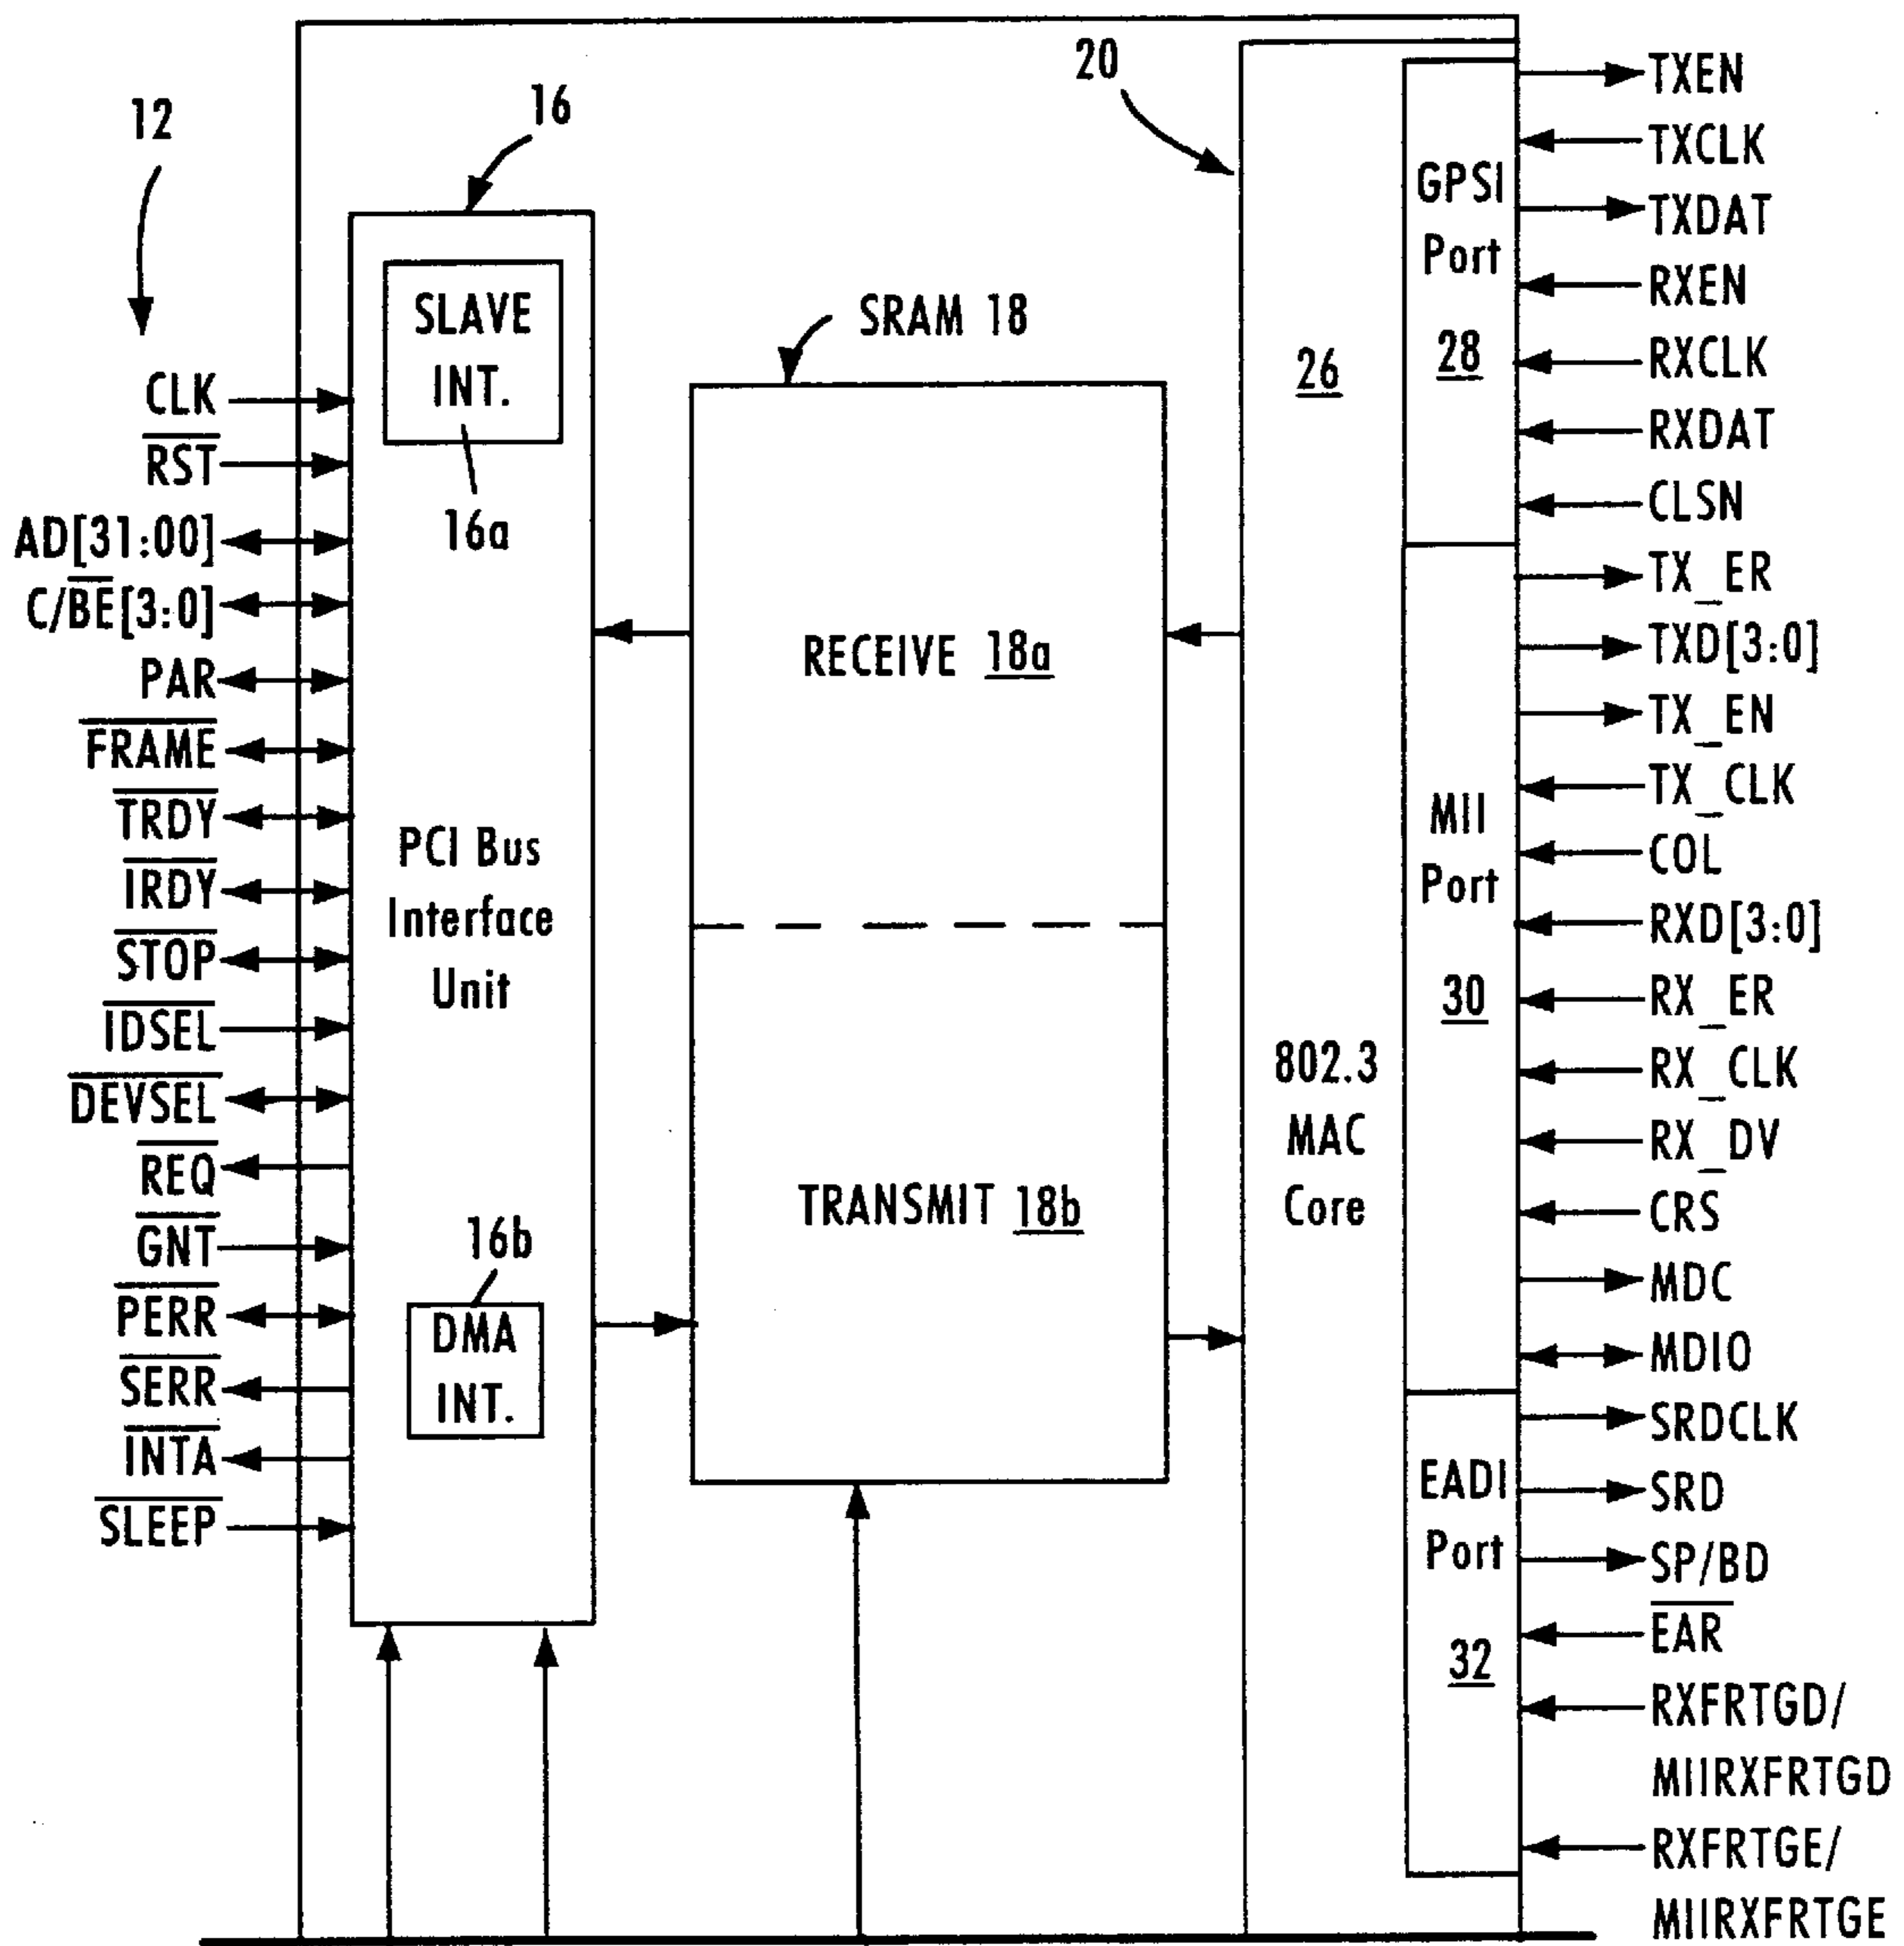 12
CLK
RST
AD[31:00]
C/BE[3:0]
PAR
FRAME
TRDY
IRDY
STOP
IDSEL
DEVSEL
REQ
GNT
PERR
SERR
INTA
SLEEP
16
SLAVE
INT.
16a
PCI Bus
Interface
Unit
16b
DMA
INT.
SRAM 18
RECEIVE 18a
TRANSMIT 18b
20
26
802.3
MAC
Core
GPSI
Port
28
MII
Port
30
EADI
Port
32
TXEN
TXCLK
TXDAT
RXEN
RXCLK
RXDAT
CLSN
TX_ER
TXD[3:0]
TX_EN
TX_CLK
COL
RXD[3:0]
RX_ER
RX_CLK
RX_DV
CRS
MDC
MDIO
SRDCLK
SRD
SP/BD
EAR
RXFRTGD/
MIIRXFRTGD
RXFRTGE/
MIIRXFRTGE